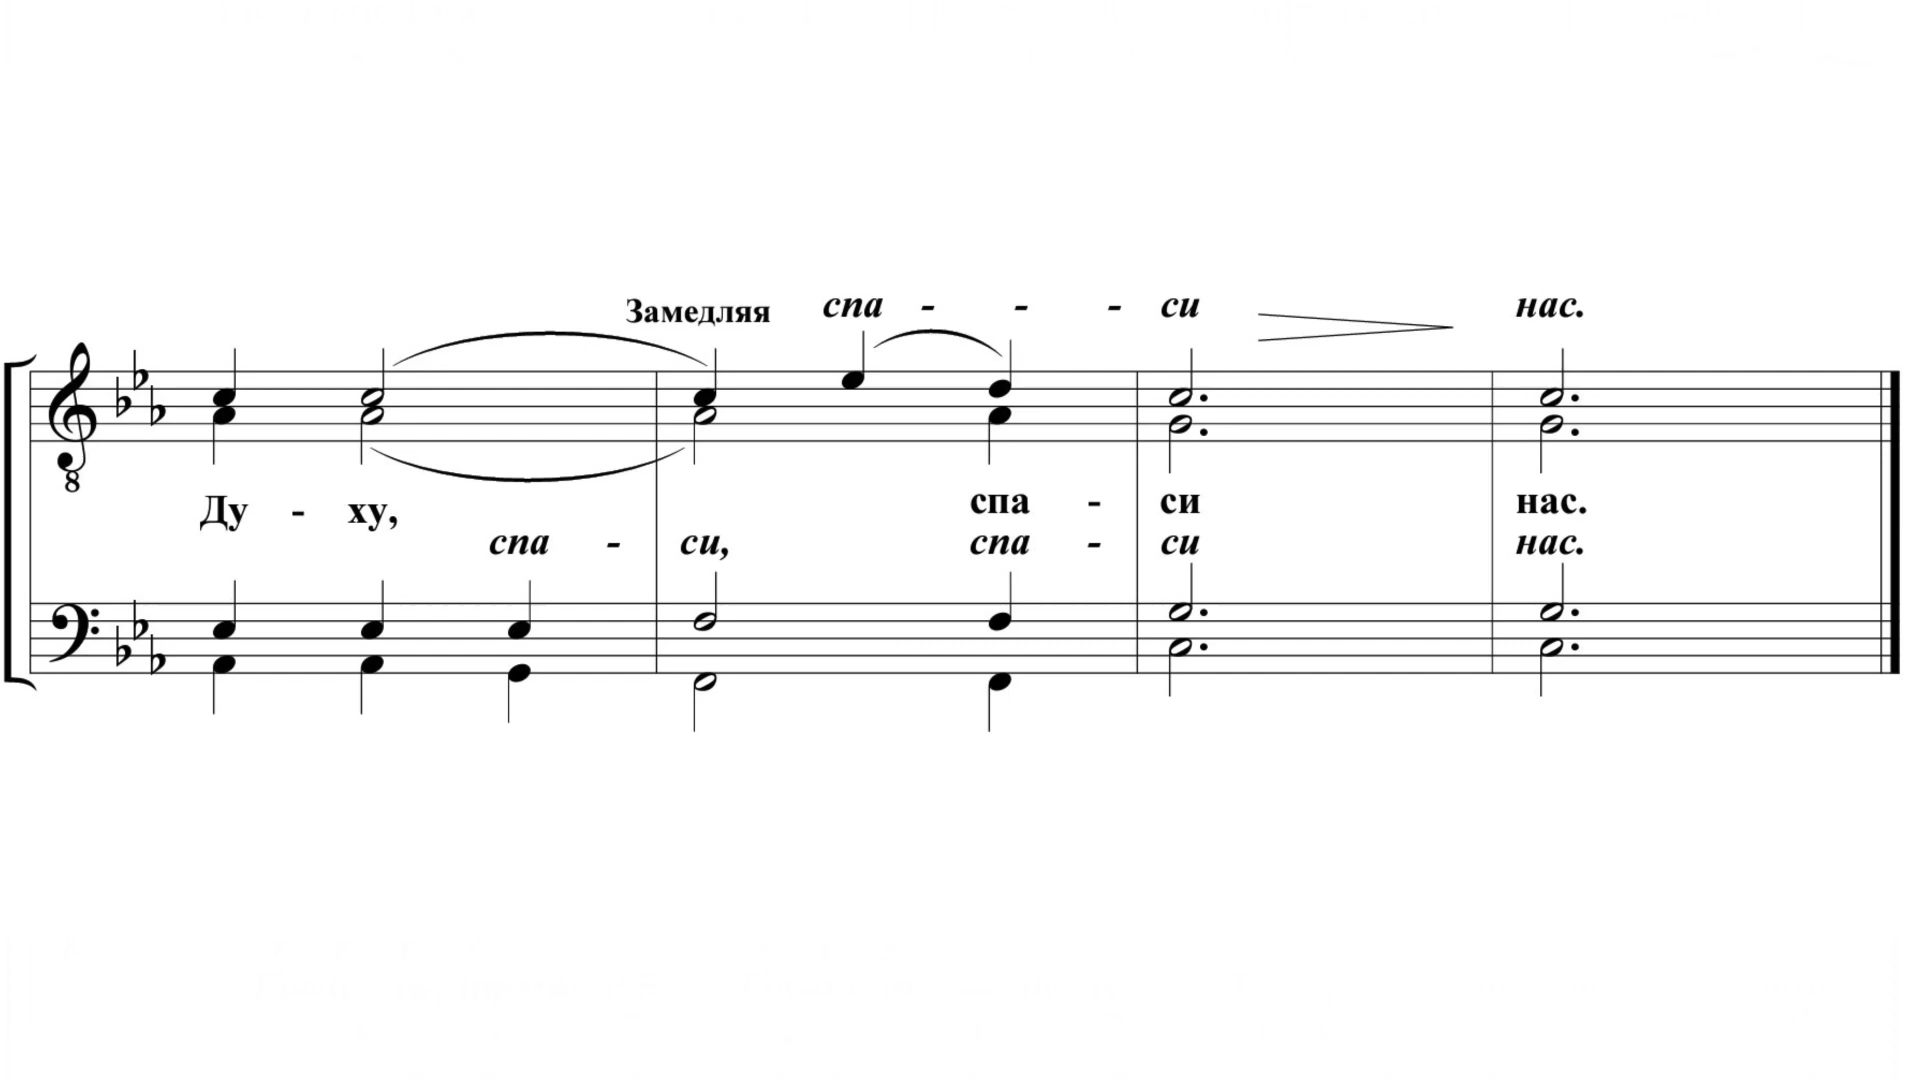 Замедляя спа - - - си нас.
8
Ду - ху, спа - си нас.
спа - си, спа - си нас.